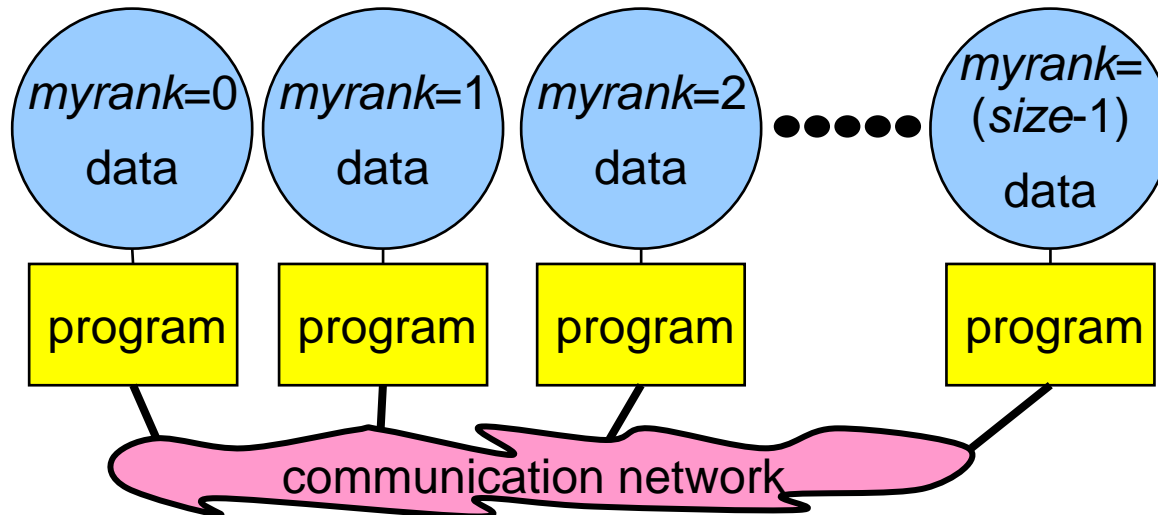 myrank=0
data
myrank=1
data
myrank=2
data
myrank=
(size-1)
data
program
program
program
program
communication network